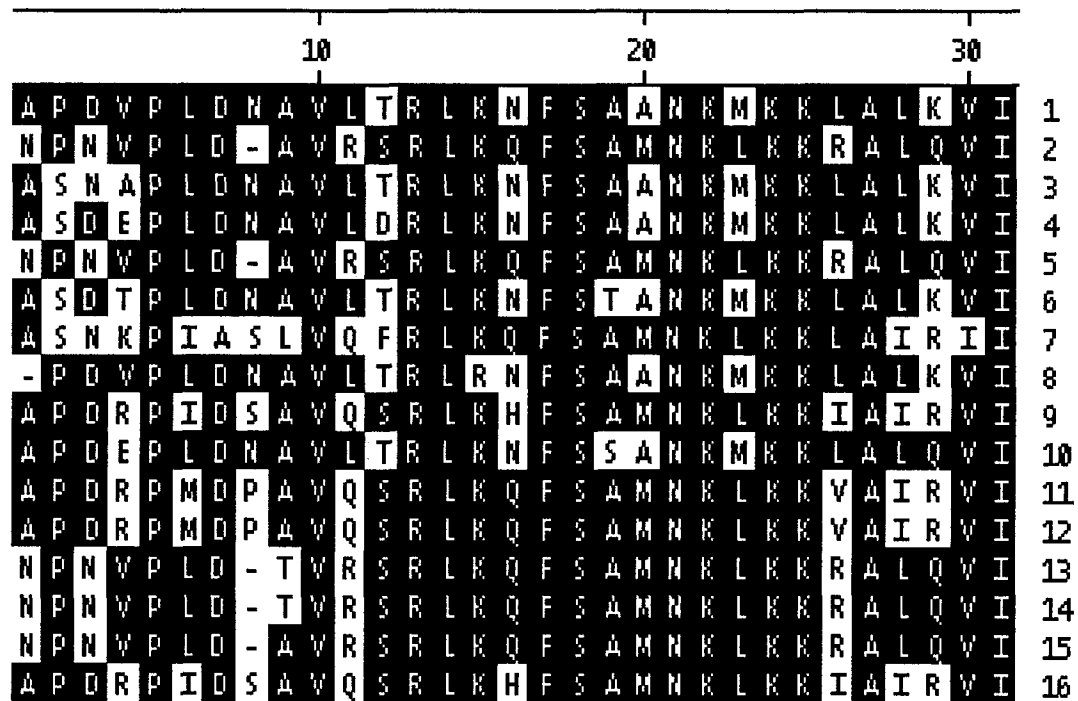 10 20 30
A P D V P L D N A V L T R L K N F S A A N K M K K L A L K V I 1
N P N V P L D - A V R S R L K Q F S A M N K L K K R A L Q V I 2
A S N A P L D N A V L T R L K N F S A A N K M K K L A L K V I 3
A S D E P L D N A V L D R L K N F S A A N K M K K L A L K V I 4
N P N V P L D - A V R S R L K Q F S A M N K L K K R A L Q V I 5
A S D T P L D N A V L T R L K N F S T A N K M K K L A L K V I 6
A S N K P I A S L V Q F R L K Q F S A M N K L K K L A I R I I 7
- P D V P L D N A V L T R L R N F S A A N K M K K L A L K V I 8
A P D R P I D S A V Q S R L K H F S A M N K L K K I A I R V I 9
A P D E P L D N A V L T R L K N F S S A N K M K K L A L Q V I 10
A P D R P M D P A V Q S R L K Q F S A M N K L K K V A I R V I 11
A P D R P M D P A V Q S R L K Q F S A M N K L K K V A I R V I 12
N P N V P L D - T V R S R L K Q F S A M N K L K K R A L Q V I 13
N P N V P L D - T V R S R L K Q F S A M N K L K K R A L Q V I 14
N P N V P L D - A V R S R L K Q F S A M N K L K K R A L Q V I 15
A P D R P I D S A V Q S R L K H F S A M N K L K K I A I R V I 16